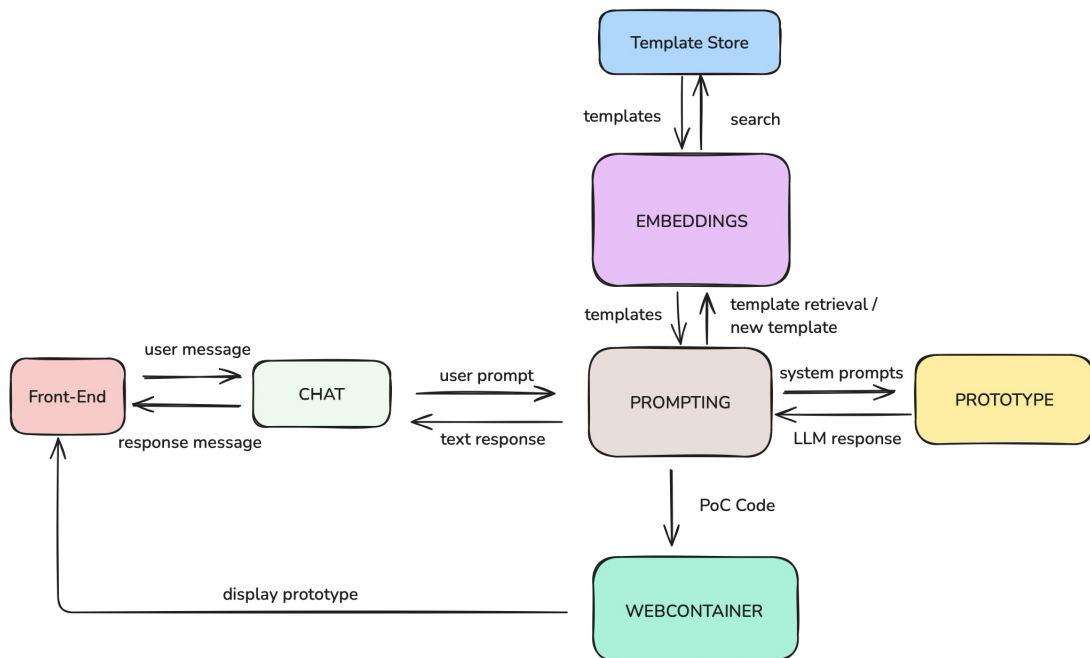 Template Store
templates
search
EMBEDDINGS
templates
template retrieval /
new template
user message
Front-End
CHAT
response message
user prompt
text response
PROMPTING
system prompts
LLM response
PROTOTYPE
PoC Code
display prototype
WEBCONTAINER